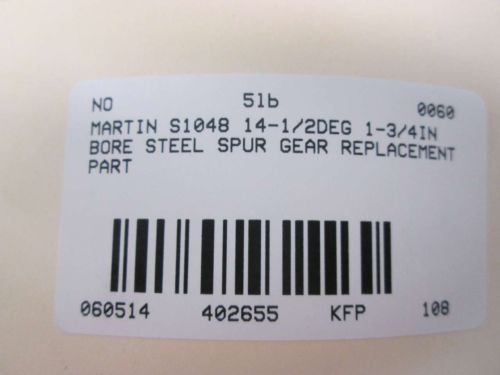 NO 5lb 0060
MARTIN S1048 14-1/2DEG 1-3/4IN
BORE STEEL SPUR GEAR REPLACEMENT
PART
060514 402655 KFP 108